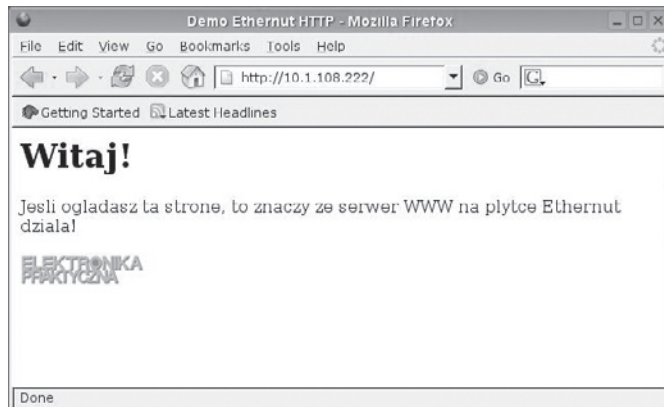 Demo Ethernut HTTP - Mozilla Firefox
File Edit View Go Bookmarks Tools Help
http://10.1.108.222/ Go G
Getting Started Latest Headlines
Witaj!
Jesli ogladasz ta strone, to znaczy ze serwer WWW na plytce Ethernut
dziala!
ELEKTRONIKA
PRAKTYCZNA
Done